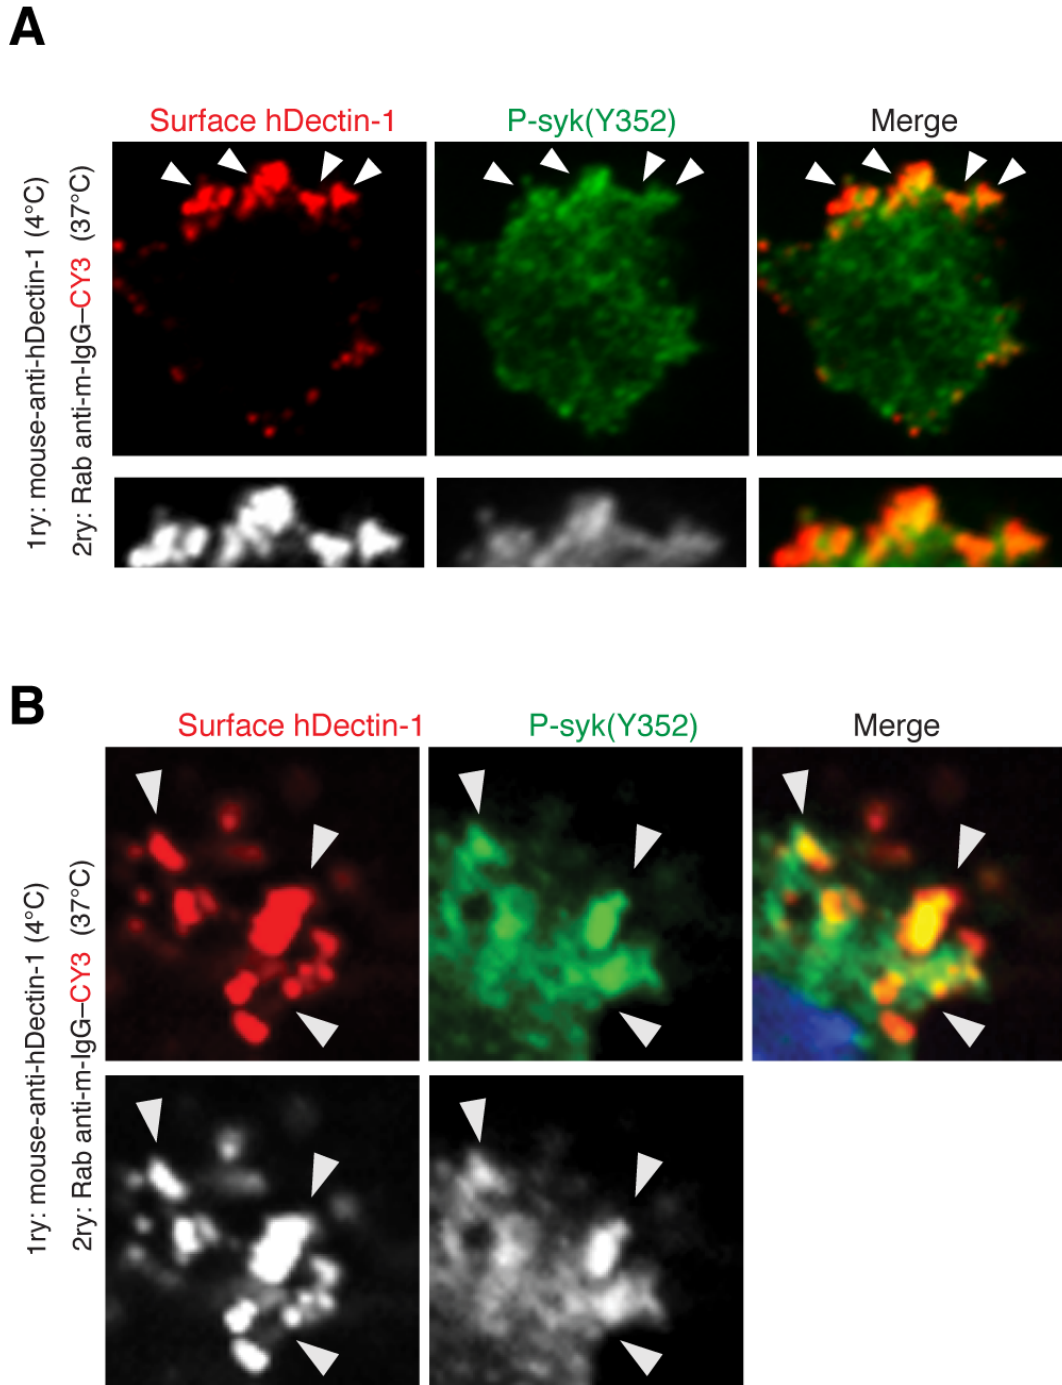 A
Surface hDectin-1
P-syk(Y352)
Merge
1ry: mouse-anti-hDectin-1 (4°C)
2ry: Rab anti-m-IgG–CY3 (37°C)
B
Surface hDectin-1
P-syk(Y352)
Merge
1ry: mouse-anti-hDectin-1 (4°C)
2ry: Rab anti-m-IgG–CY3 (37°C)